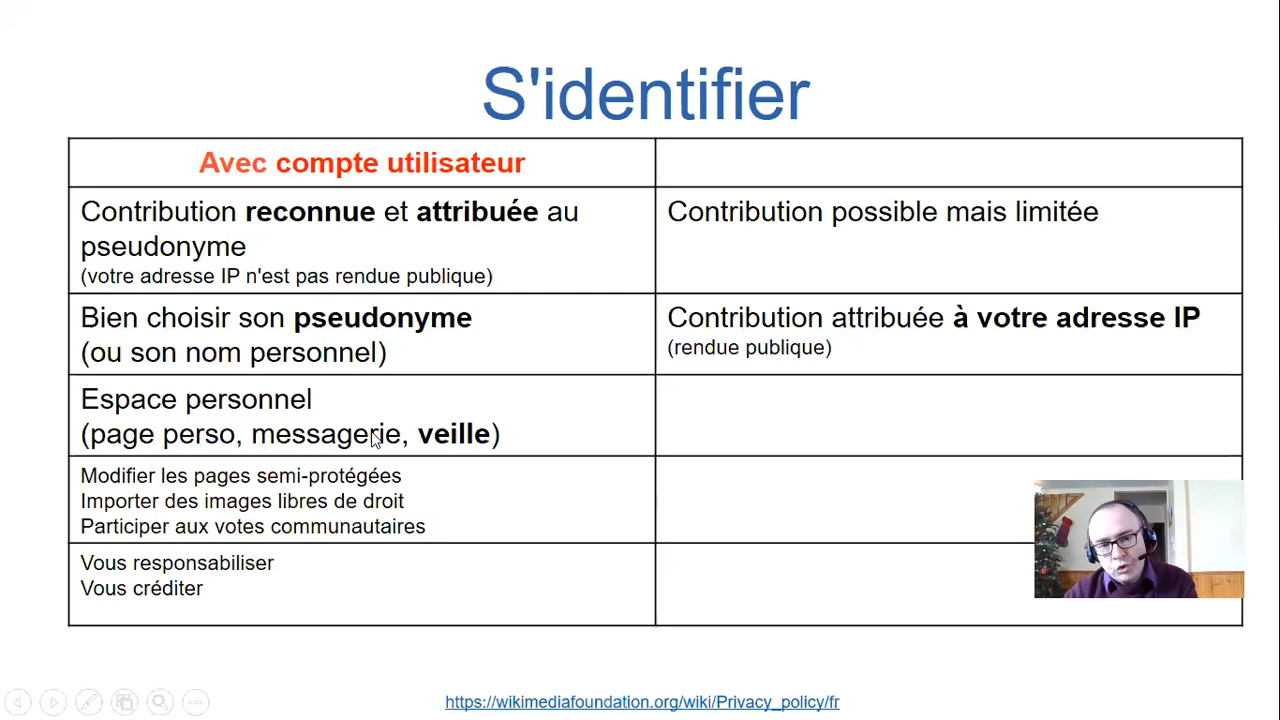 S'identifier
Avec compte utilisateur
Contribution reconnue et attribuée au
pseudonyme
(votre adresse IP n'est pas rendue publique)
Contribution possible mais limitée
Bien choisir son pseudonyme
(ou son nom personnel)
Contribution attribuée à votre adresse IP
(rendue publique)
Espace personnel
(page perso, messagerie, veille)
Modifier les pages semi-protégées
Importer des images libres de droit
Participer aux votes communautaires
Vous responsabiliser
Vous créditer
https://wikimediafoundation.org/wiki/Privacy_policy/fr